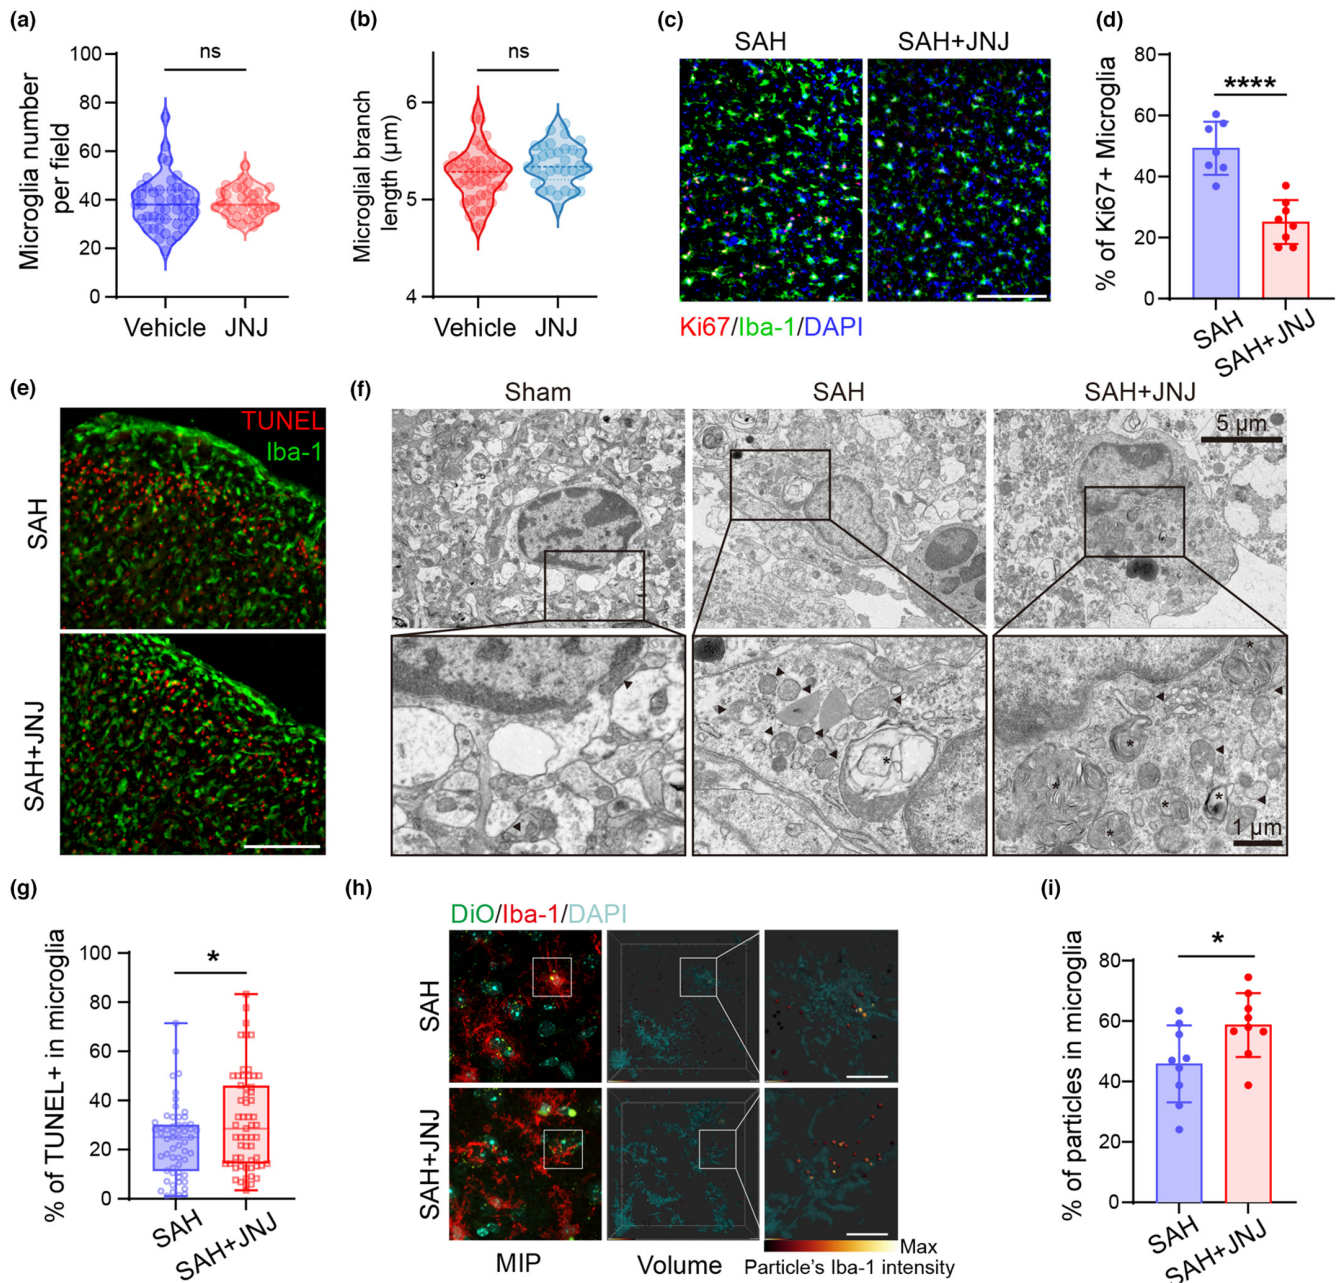 (a)
Microglia number
per field
100
80
60
40
20
0
ns
Vehicle
JNJ
(b)
Microglial branch
length (μm)
6
5
4
ns
Vehicle
JNJ
(c)
SAH
SAH+JNJ
Ki67/Iba-1/DAPI
(d)
% of Ki67+ Microglia
80
60
40
20
0
****
SAH
SAH+JNJ
(e)
TUNEL
Iba-1
SAH
SAH+JNJ
(f)
Sham
SAH
SAH+JNJ
5 μm
*
*
*
*
*
*
*
1 μm
(g)
% of TUNEL+ in microglia
100
80
60
40
20
0
*
SAH
SAH+JNJ
(h)
DiO/Iba-1/DAPI
SAH
SAH+JNJ
MIP
Volume
Max
Particle's Iba-1 intensity
(i)
% of particles in microglia
80
60
40
20
0
*
SAH
SAH+JNJ